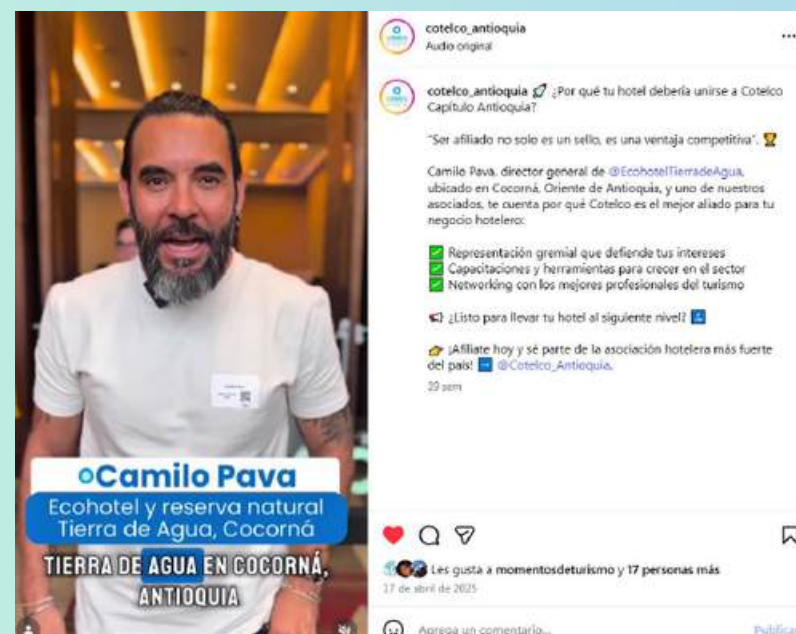 Camilo Pava
Ecohotel y reserva natural
Tierra de Agua, Cocorná
TIERRA DE AGUA EN COCORNÁ,
ANTIOQUIA
cotelco_antioquia
Audio original
cotelco_antioquia 🚀 ¿Por qué tu hotel debería unirse a Cotelco
Capítulo Antioquia?
"Ser afiliado no solo es un sello, es una ventaja competitiva". 🏆
Camilo Pava, director general de @EcohotelTierradeAgua,
ubicado en Cocorná, Oriente de Antioquia, y uno de nuestros
asociados, te cuenta por qué Cotelco es el mejor aliado para tu
negocio hotelero:
✅ Representación gremial que defiende tus intereses
✅ Capacitaciones y herramientas para crecer en el sector
✅ Networking con los mejores profesionales del turismo
📢 ¿Listo para llevar tu hotel al siguiente nivel?
👉 ¡Afíliate hoy y sé parte de la asociación hotelera más fuerte
del país! ➡️ @Cotelco_Antioquia.
29 sem
Les gusta a momentosdeturismo y 17 personas más
17 de abril de 2025
Agrega un comentario...
Publicar